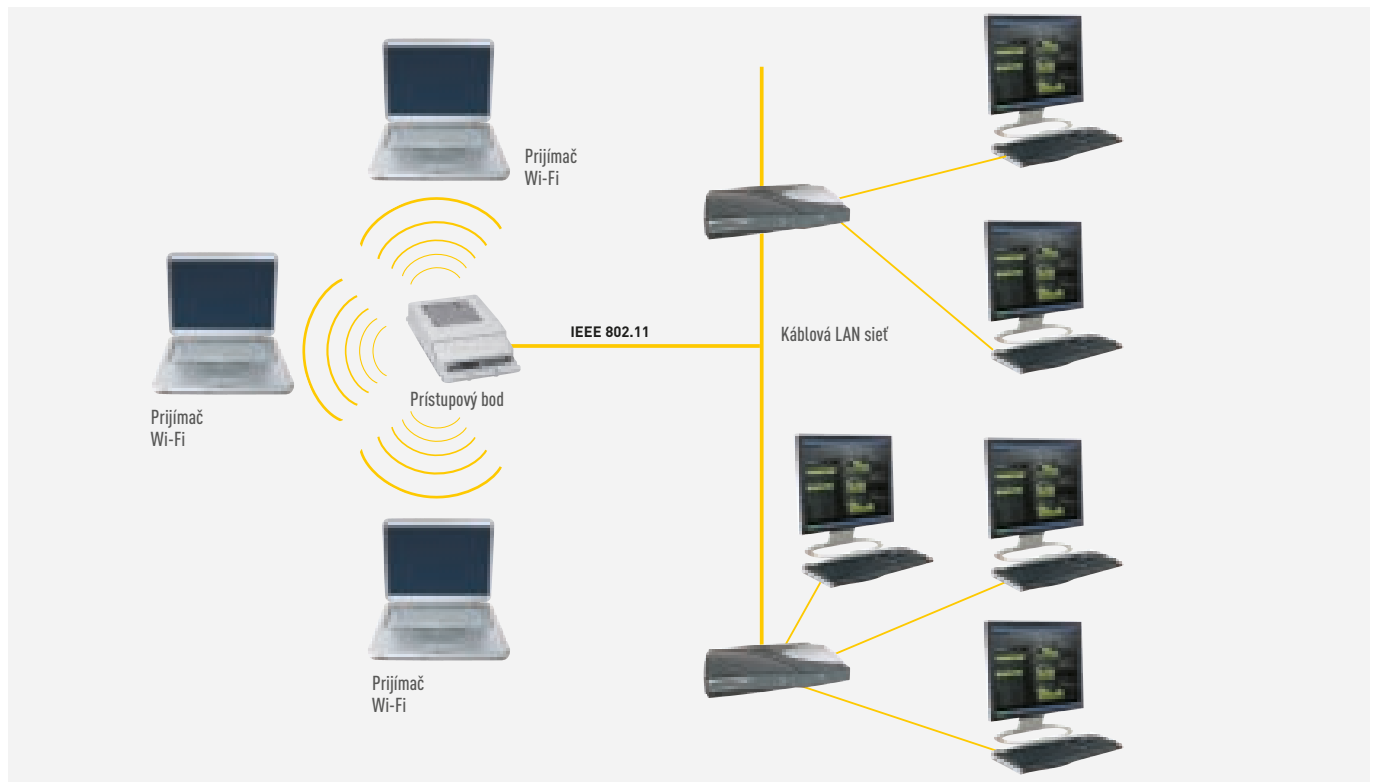 Prijímač
Wi-Fi
IEEE 802.11
Káblová LAN sieť
Prístupový bod
Prijímač
Wi-Fi
Prijímač
Wi-Fi